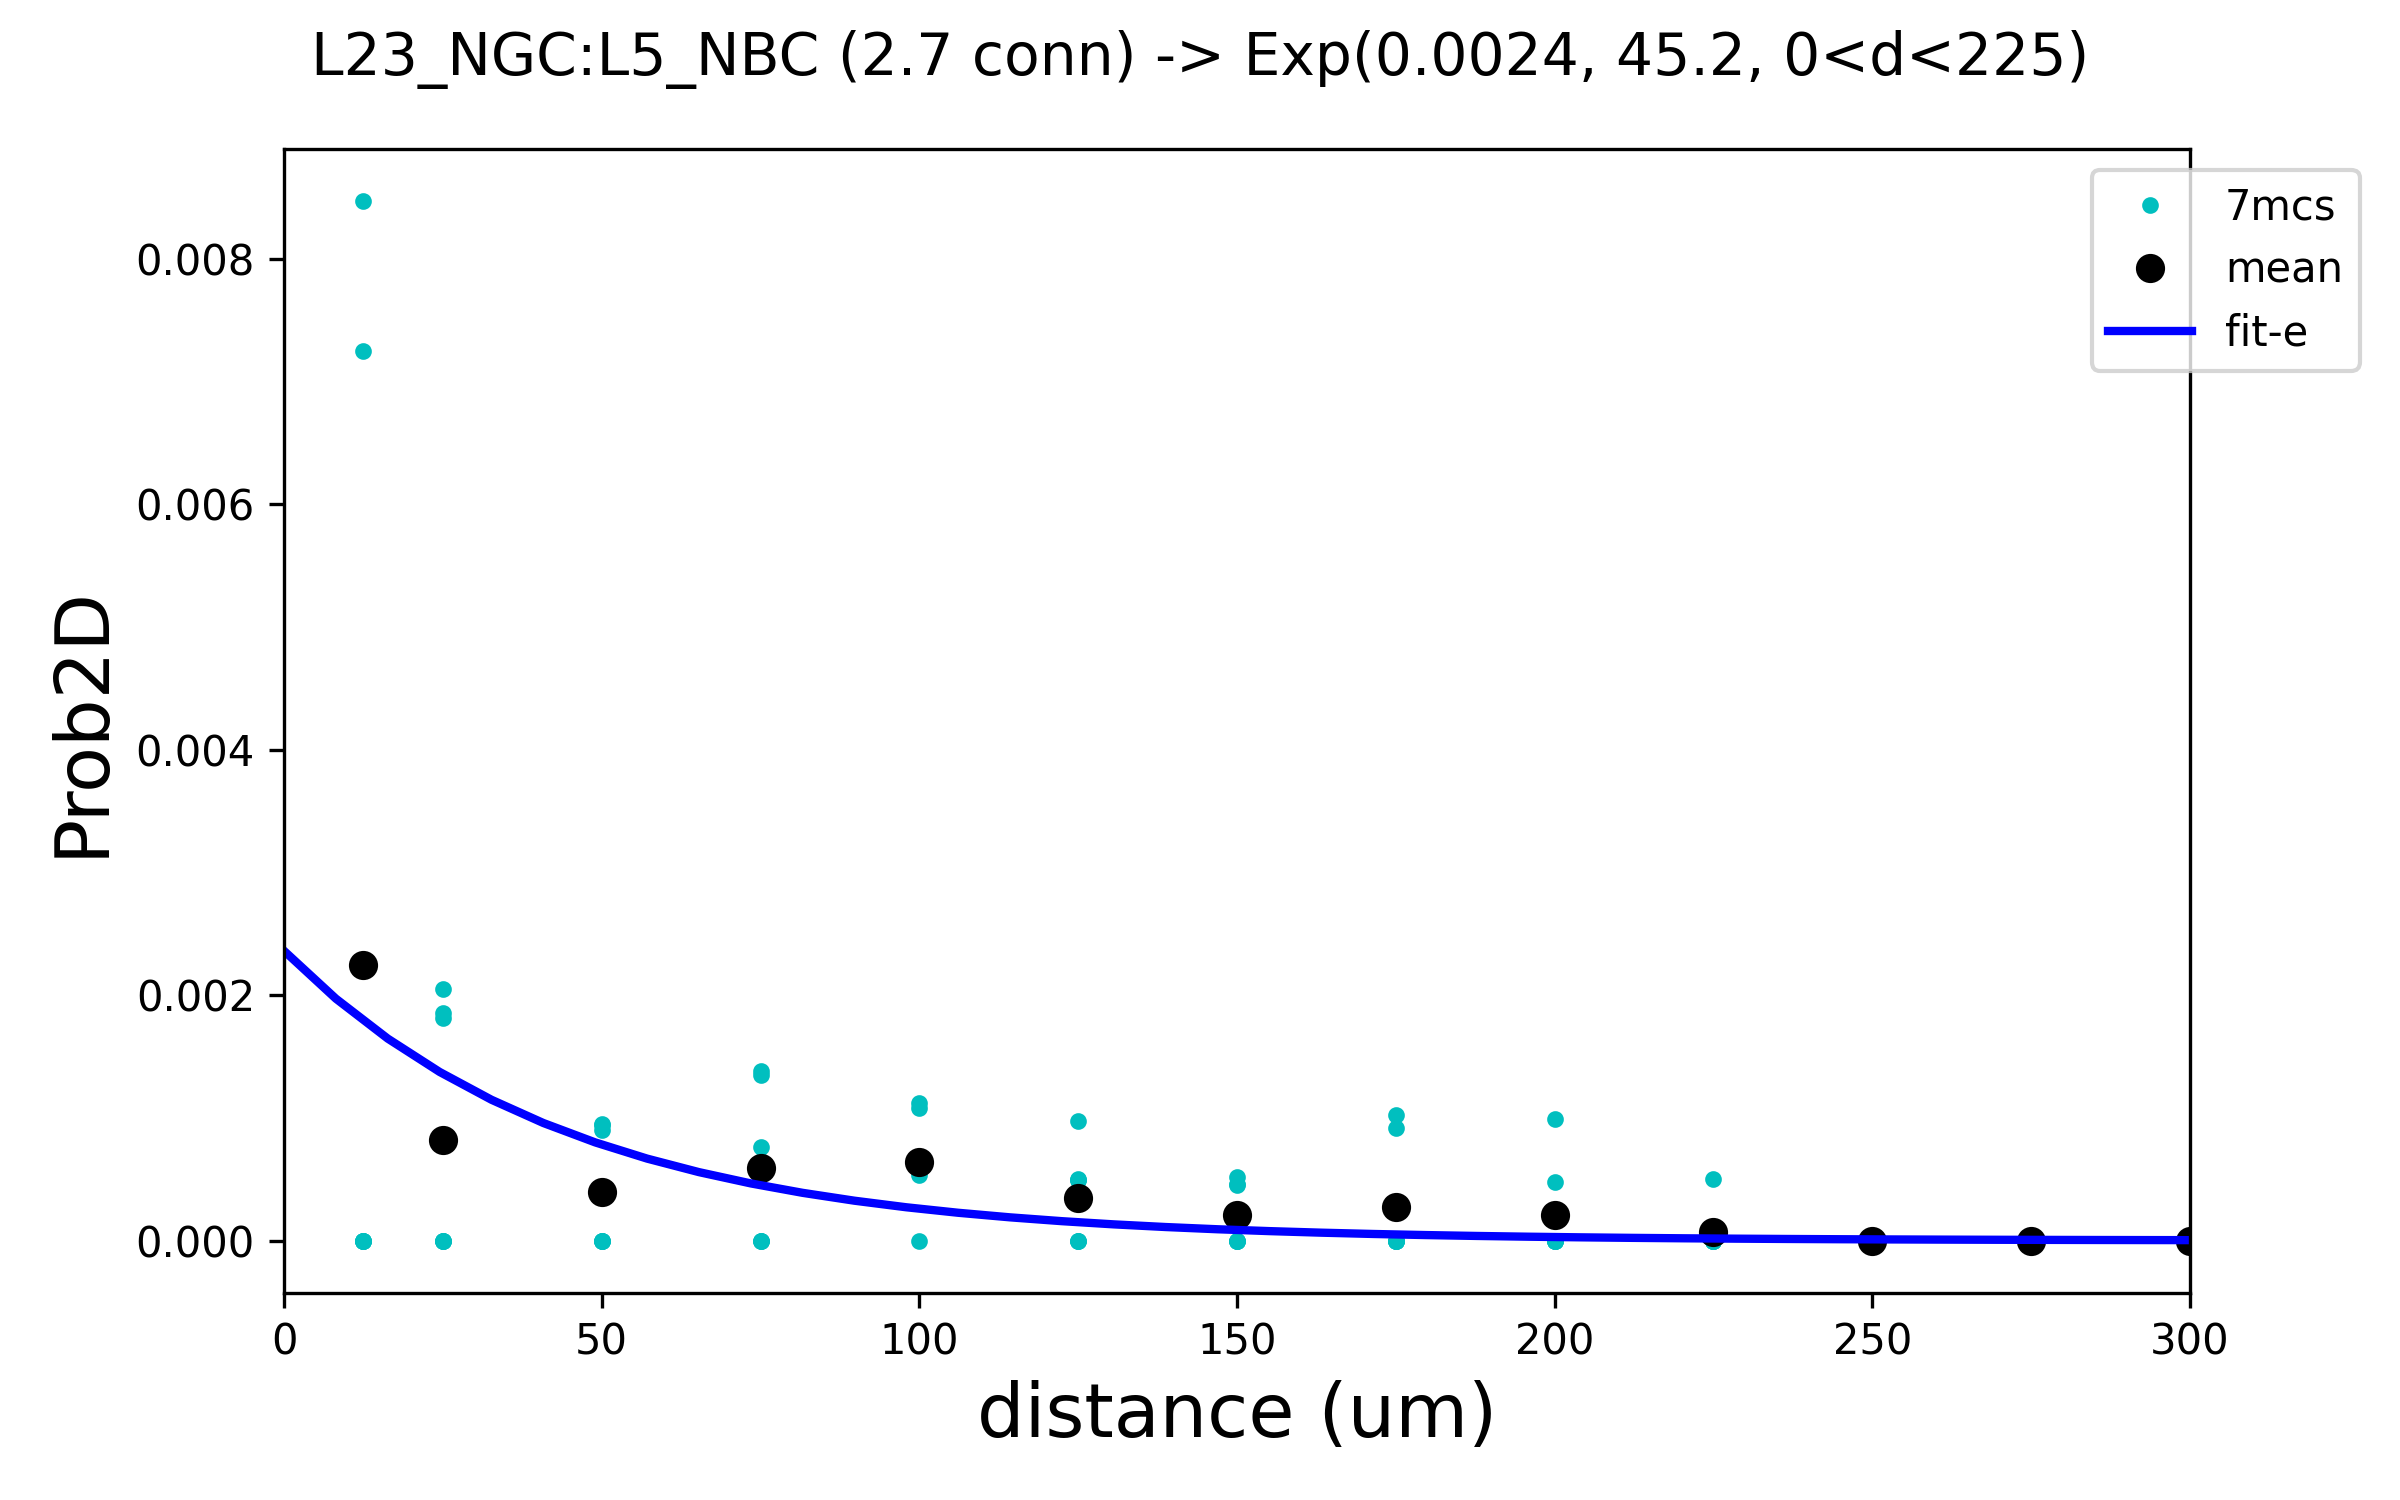 L23_NGC:L5_NBC (2.7 conn) -> Exp(0.0024, 45.2, 0<d<225)
7mcs
mean
fit-e
Prob2D
0.008
0.006
0.004
0.002
0.000
0 50 100 150 200 250 300
distance (um)